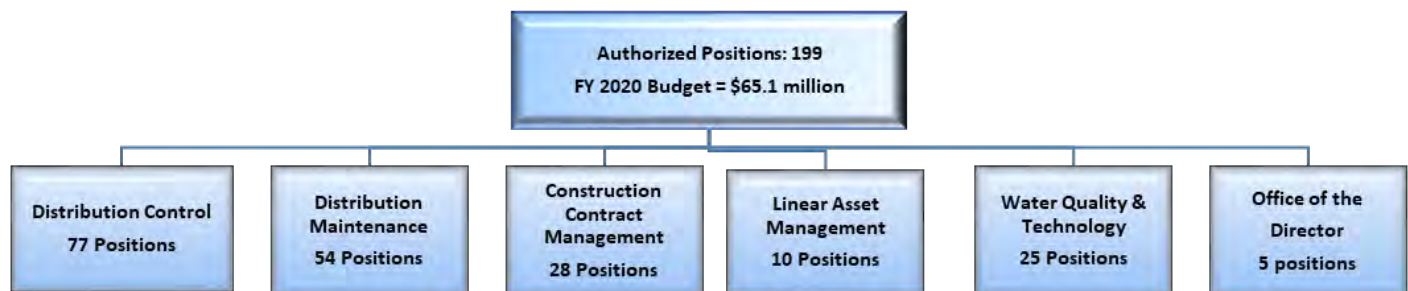 Authorized Positions: 199
FY 2020 Budget = $65.1 million
Distribution Control
77 Positions
Distribution
Maintenance
54 Positions
Construction
Contract
Management
28 Positions
Linear Asset
Management
10 Positions
Water Quality &
Technology
25 Positions
Office of the
Director
5 positions